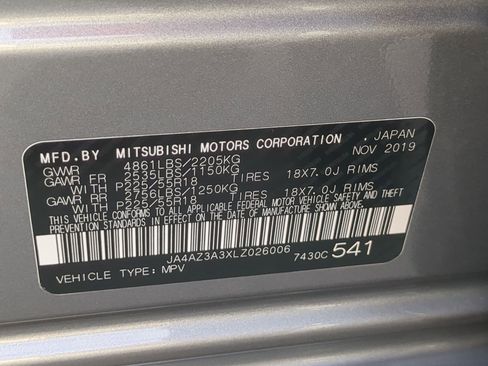 MFD.BY MITSUBISHI MOTORS CORPORATION . JAPAN
GVWR 4861LBS/2205KG NOV 2019
GAWR FR 2535LBS/1150KG
WITH P225/55R18 TIRES 18X7.0J RIMS
GAWR RR 2756LBS/1250KG
WITH P225/55R18 TIRES 18X7.0J RIMS
THIS VEHICLE CONFORMS TO ALL APPLICABLE FEDERAL MOTOR VEHICLE SAFETY AND THEFT
PREVENTION STANDARDS IN EFFECT ON THE DATE OF MANUFACTURE SHOWN ABOVE.
JA4AZ3A3XLZ026006 7430C 541
VEHICLE TYPE: MPV